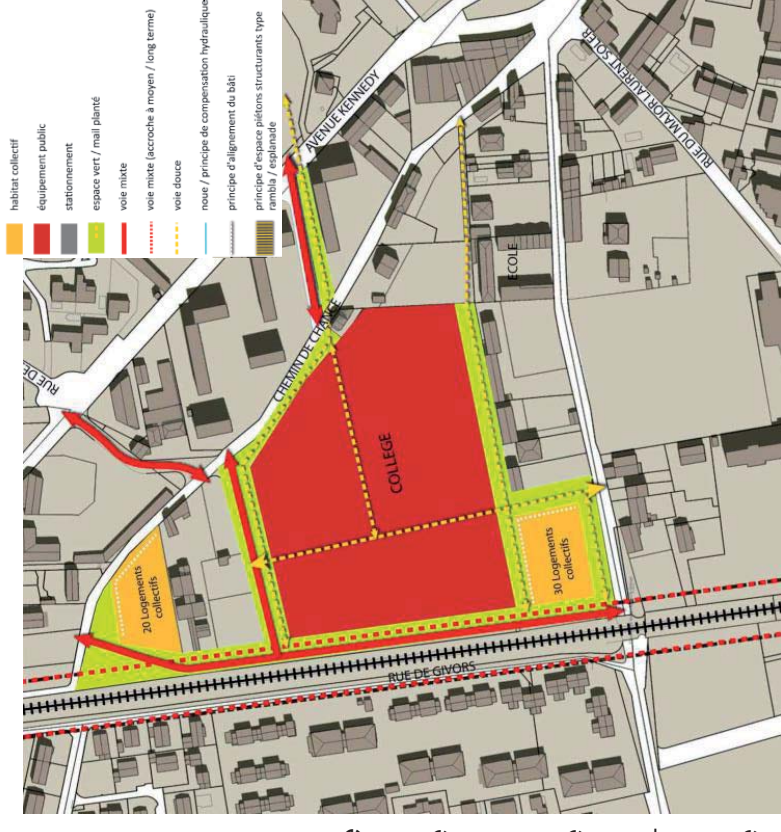 habitat collectif
équipement public
stationnement
espace vert / mail planté
voie mixte
voie mixte (accroche à moyen / long terme)
voie douce
noue / principe de compensation hydraulique
principe d'alignement du bâti
principe d'espace piétons structurants type
rambla / esplanade
AVENUE KENNEDY
RUE DU MAJOR LAURENT SOLER
RUE DE
CHEMIN DE CHANGE
ECOLE
COLLEGE
20 Logements
collectifs
30 Logements
collectifs
RUE DE GIVORS